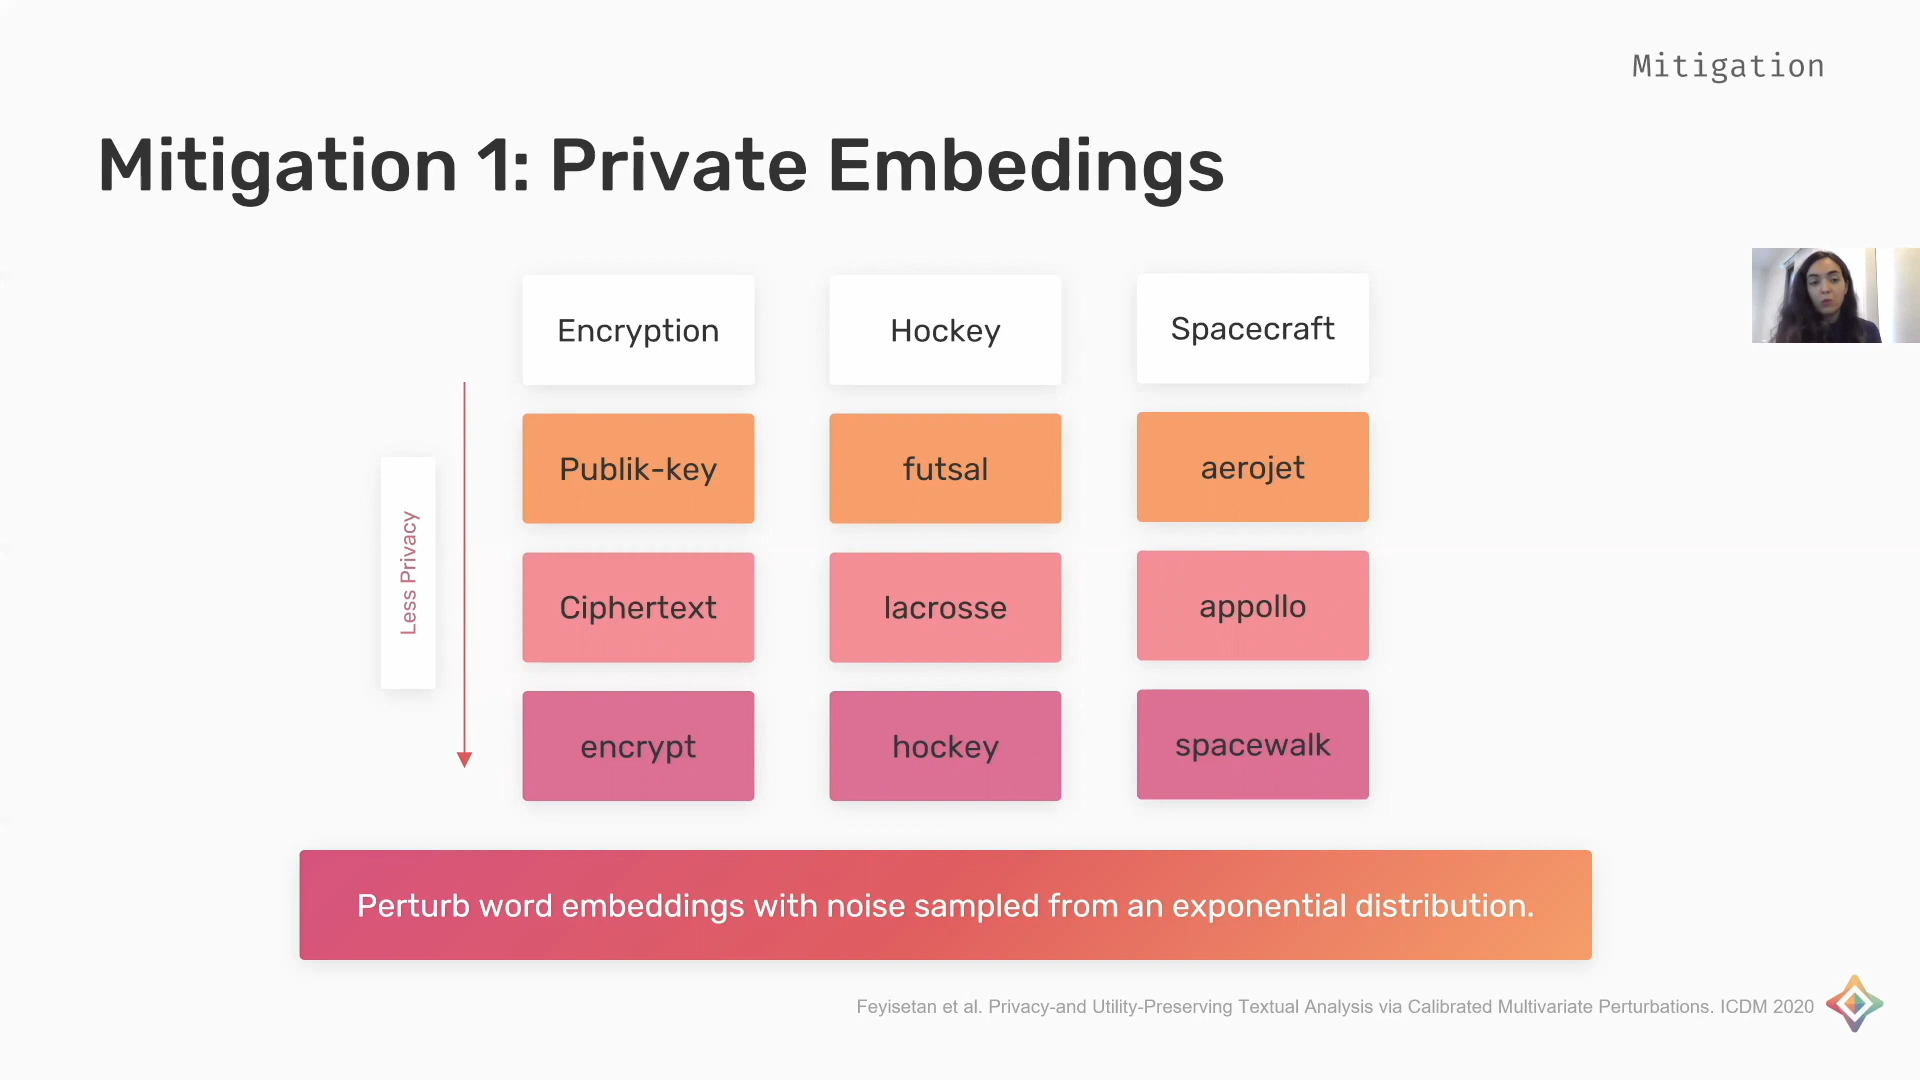 Mitigation
Mitigation 1: Private Embedings
Encryption Hockey Spacecraft
Publik-key futsal aerojet
Less Privacy
Ciphertext lacrosse appollo
encrypt hockey spacewalk
Perturb word embeddings with noise sampled from an exponential distribution.
Feyisetan et al. Privacy-and Utility-Preserving Textual Analysis via Calibrated Multivariate Perturbations. ICDM 2020